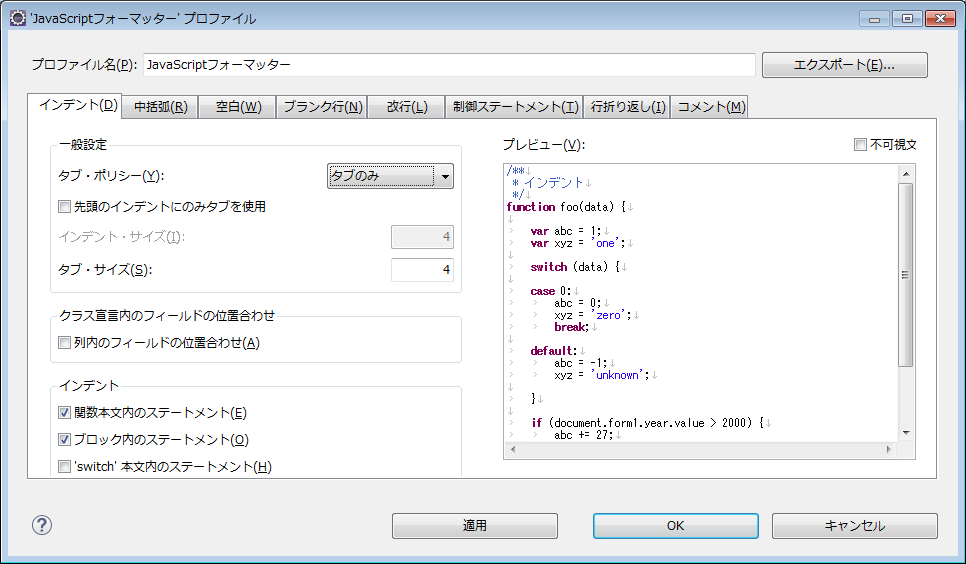 'JavaScriptフォーマッター' プロファイル
プロファイル名(P): JavaScriptフォーマッター エクスポート(E)...
インデント(D) 中括弧(R) 空白(W) ブランク行(N) 改行(L) 制御ステートメント(T) 行折り返し(I) コメント(M)
一般設定
タブ・ポリシー(Y): タブのみ
先頭のインデントにのみタブを使用
インデント・サイズ(I): 4
タブ・サイズ(S): 4
クラス宣言内のフィールドの位置合わせ
列内のフィールドの位置合わせ(A)
インデント
関数本文内のステートメント(E)
ブロック内のステートメント(O)
'switch' 本文内のステートメント(H)
プレビュー(V): 不可視文
/**↓
 * インデント↓
 */↓
function foo(data) {↓
↓
› var abc = 1;↓
› var xyz = 'one';↓
↓
› switch (data) {↓
↓
› case 0:↓
› › abc = 0;↓
› › xyz = 'zero';↓
› › break;↓
↓
› default:↓
› › abc = -1;↓
› › xyz = 'unknown';↓
↓
› }↓
↓
› if (document.form1.year.value > 2000) {↓
› › abc += 27;↓
? 適用 OK キャンセル